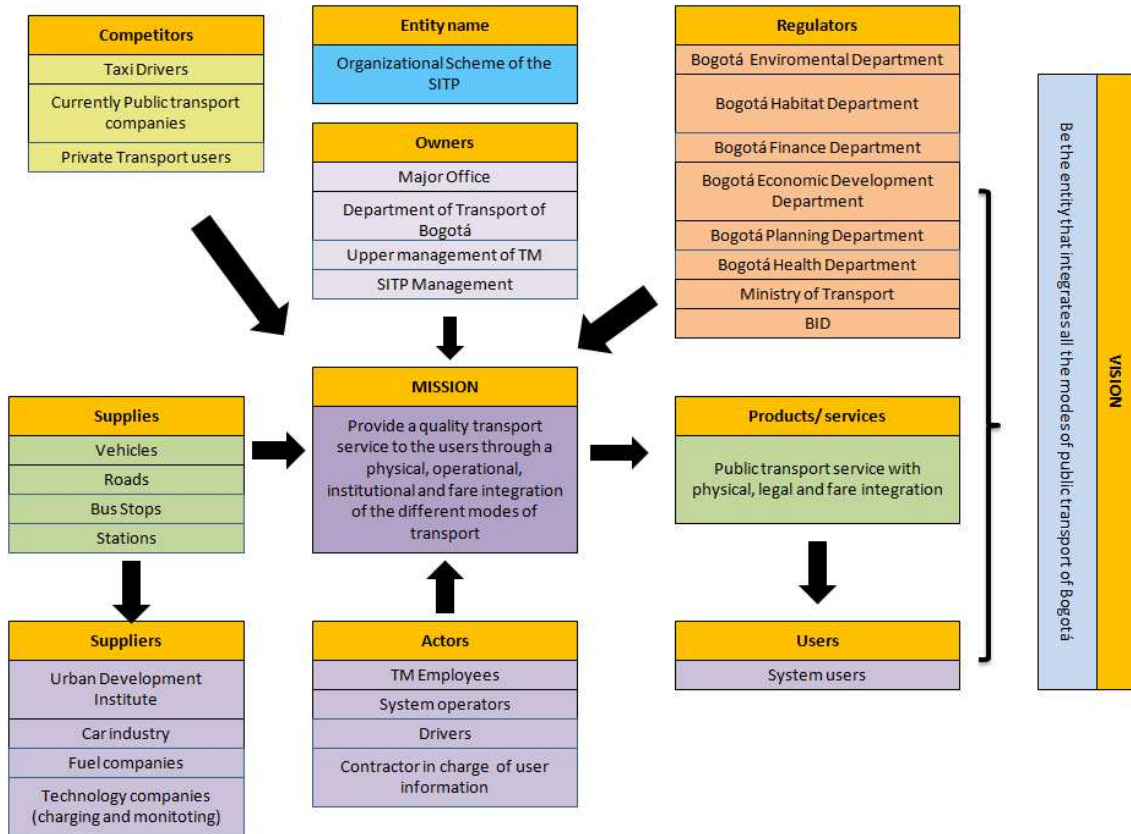 Competitors
Taxi Drivers
Currently Public transport
companies
Private Transport users
Entity name
Organizational Scheme of the
SITP
Owners
Major Office
Department of Transport of
Bogotá
Upper management of TM
SITP Management
Regulators
Bogotá Enviromental Department
Bogotá Habitat Department
Bogotá Finance Department
Bogotá Economic Development
Department
Bogotá Planning Department
Bogotá Health Department
Ministry of Transport
BID
Supplies
Vehicles
Roads
Bus Stops
Stations
MISSION
Provide a quality transport
service to the users through a
physical, operational,
institutional and fare integration
of the different modes of
transport
Products/ services
Public transport service with
physical, legal and fare integration
Suppliers
Urban Development
Institute
Car industry
Fuel companies
Technology companies
(charging and monitoting)
Actors
TM Employees
System operators
Drivers
Contractor in charge of user
information
Users
System users
VISION
Be the entity that integrates all the modes of public transport of Bogotá